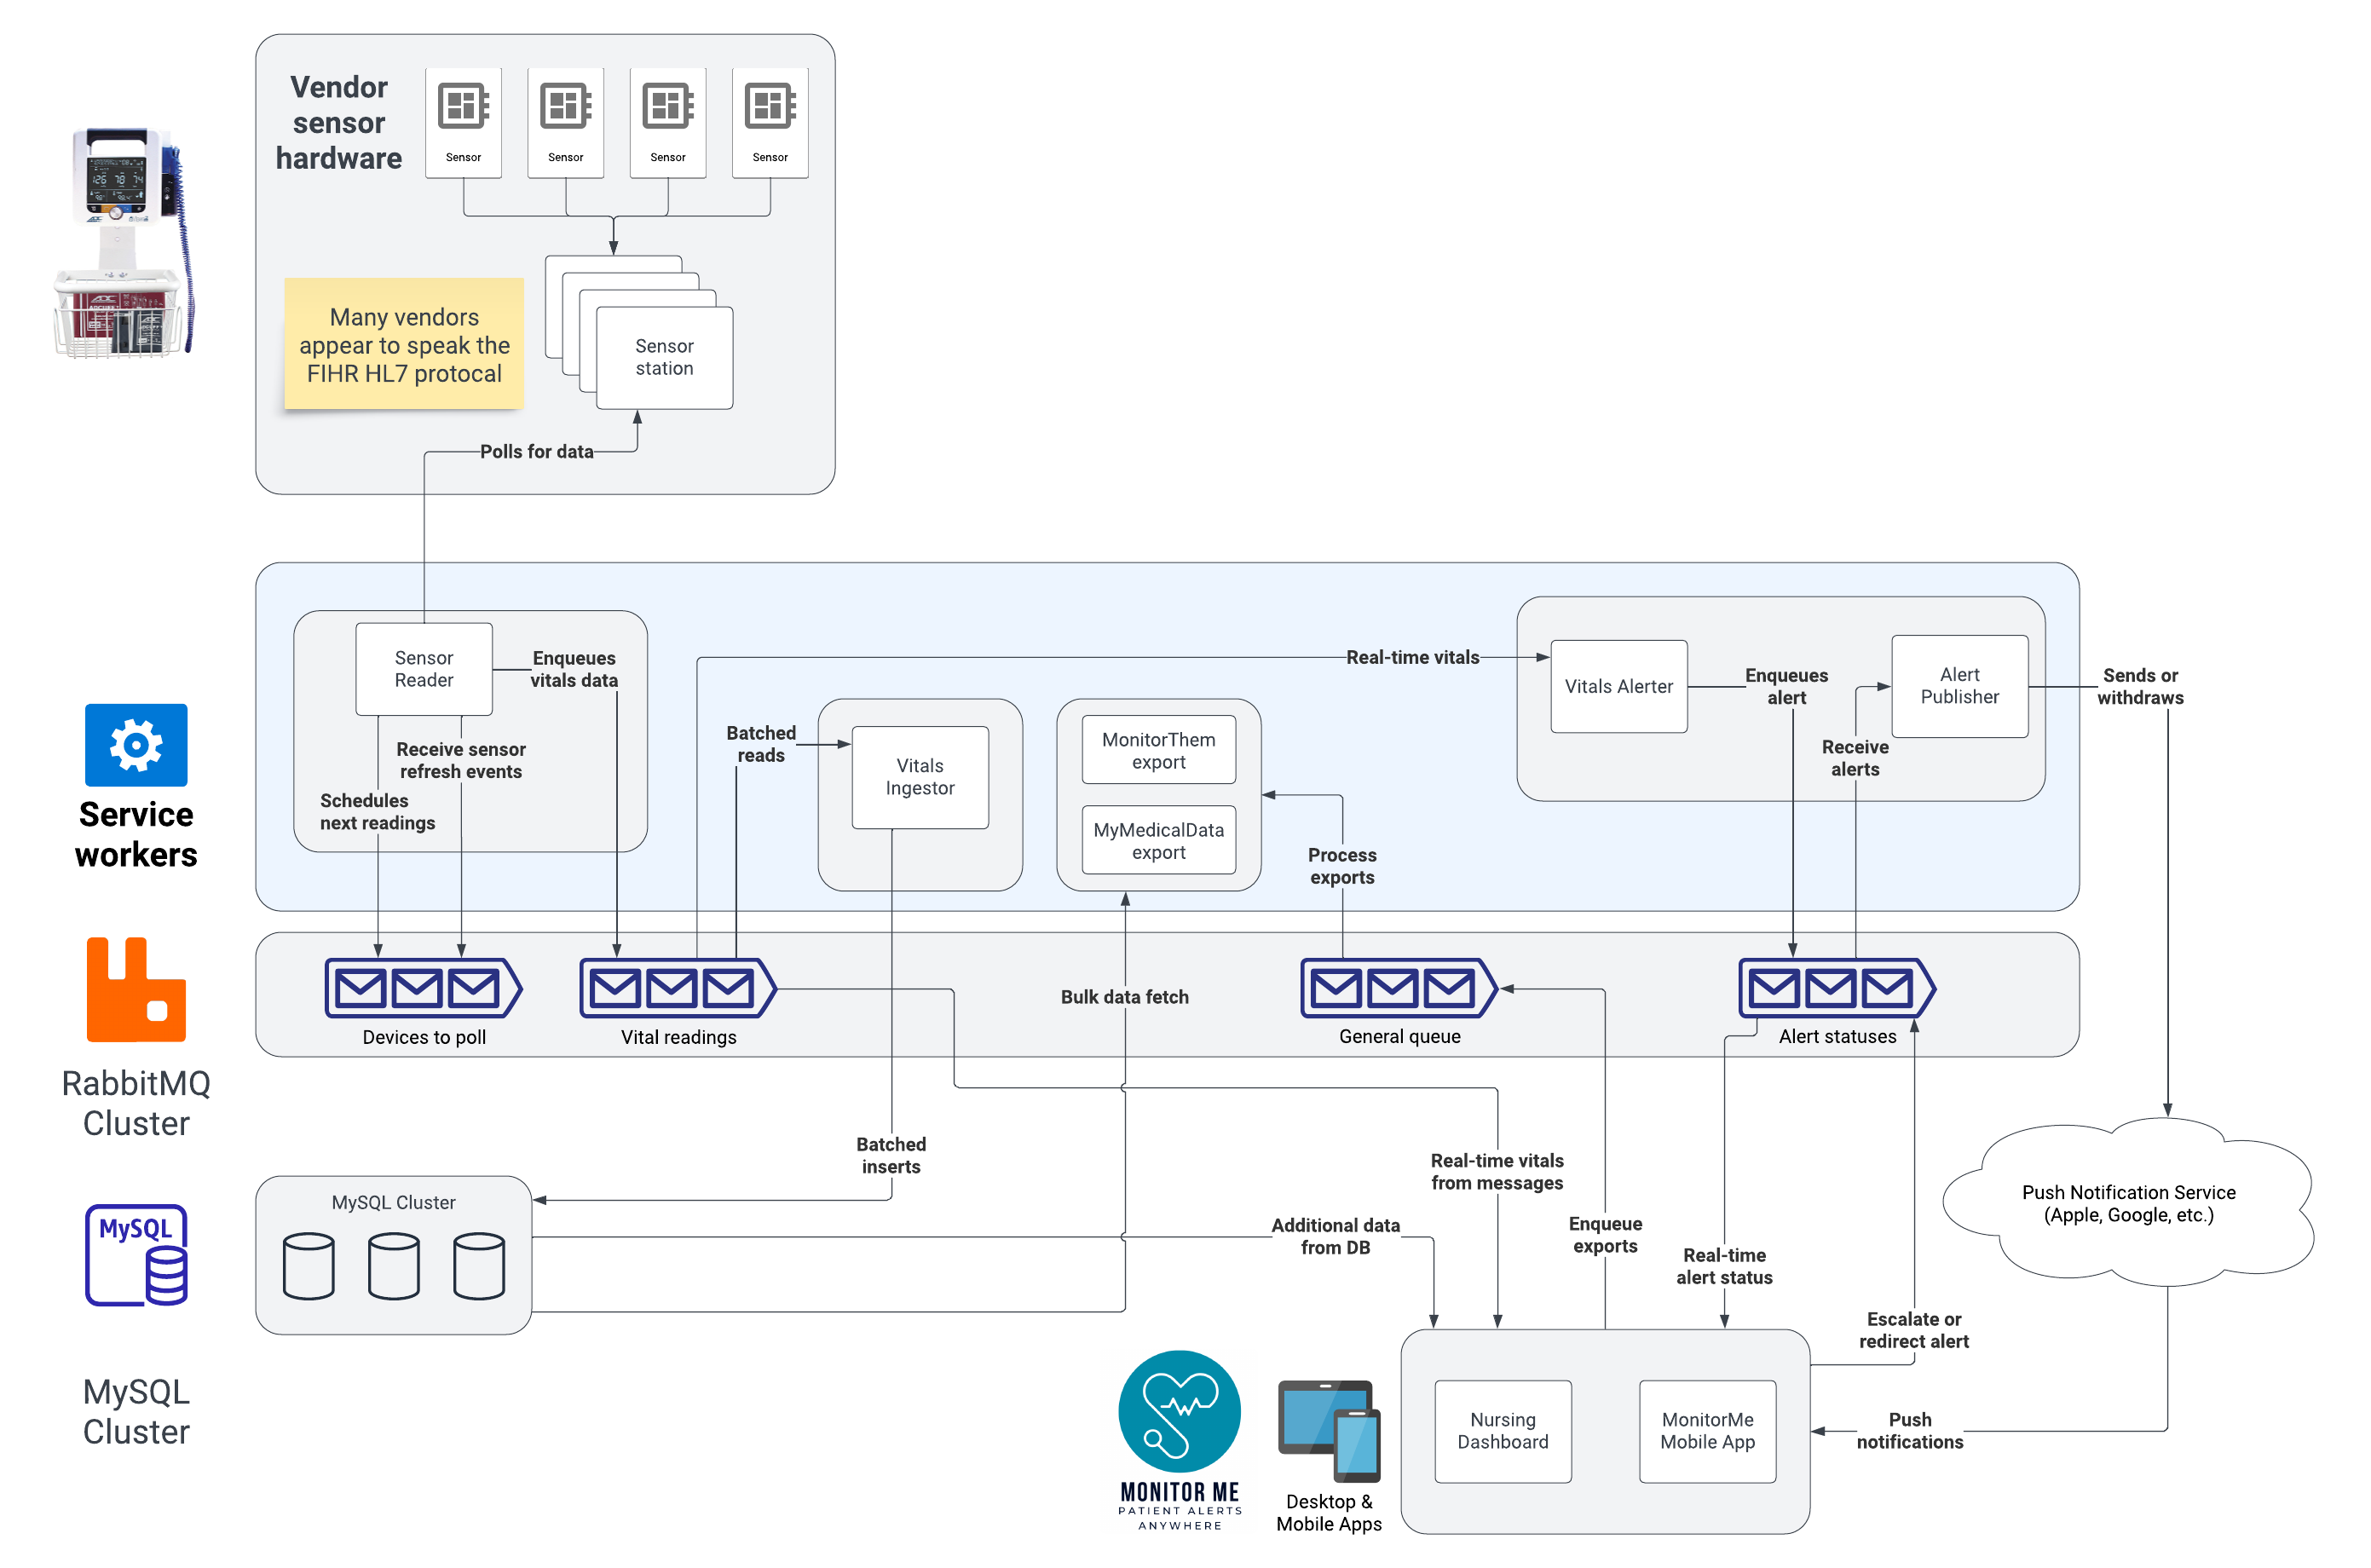 Vendor
sensor
hardware
Sensor
Sensor
Sensor
Sensor
Many vendors
appear to speak the
FIHR HL7 protocal
Sensor
station
Polls for data
Sensor
Reader
Enqueues
vitals data
Receive sensor
refresh events
Schedules
next readings
Batched
reads
Vitals
Ingestor
MonitorThem
export
MyMedicalData
export
Process
exports
Real-time vitals
Vitals Alerter
Enqueues
alert
Alert
Publisher
Receive
alerts
Sends or
withdraws
Service
workers
Devices to poll
Vital readings
Bulk data fetch
General queue
Alert statuses
RabbitMQ
Cluster
Batched
inserts
MySQL Cluster
MySQL
MySQL
Cluster
Additional data
from DB
Real-time vitals
from messages
Enqueue
exports
Real-time
alert status
Escalate or
redirect alert
Push Notification Service
(Apple, Google, etc.)
Push
notifications
Nursing
Dashboard
MonitorMe
Mobile App
MONITOR ME
PATIENT ALERTS
ANYWHERE
Desktop &
Mobile Apps
126 78 74
ADC
ADC